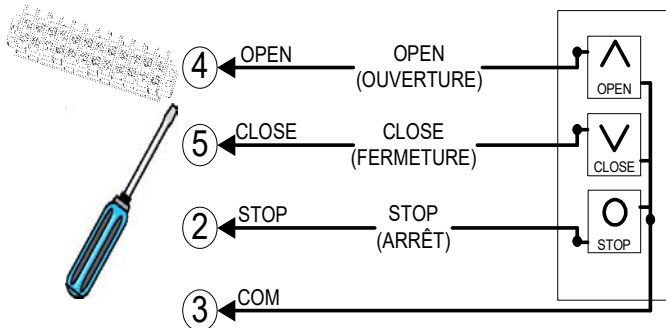 4 OPEN OPEN
(OUVERTURE)
OPEN
5 CLOSE CLOSE
(FERMETURE)
CLOSE
2 STOP STOP
(ARRÊT)
STOP
3 COM